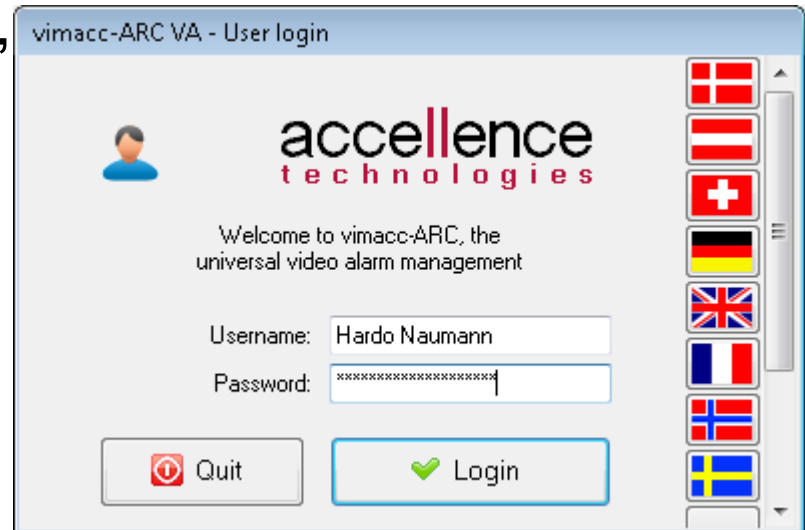 ,
vimacc-ARC VA - User login
accellence
technologies
Welcome to vimacc-ARC, the
universal video alarm management
Username: Hardo Naumann
Password: ********************
Quit
Login